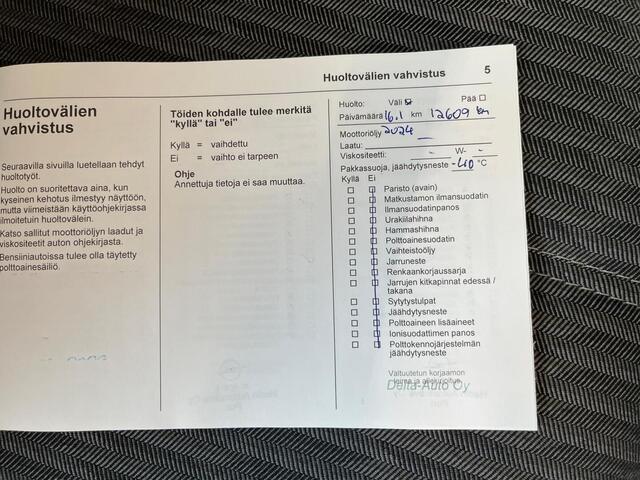 Huoltovälien vahvistus 5
Huoltovälien
vahvistus
Seuraavilla sivuilla luetellaan tehdyt
huoltotyöt.
Huolto on suoritettava aina, kun
kyseinen kehotus ilmestyy näyttöön,
mutta viimeistään käyttöohjekirjassa
ilmoitetuin huoltovälein.
Katso sallitut moottoriöljyn laadut ja
viskositeetit auton ohjekirjasta.
Bensiiniautoissa tulee olla täytetty
polttoainesäiliö.
Töiden kohdalle tulee merkitä
"kyllä" tai "ei"
Kyllä = vaihdettu
Ei = vaihto ei tarpeen
Ohje
Annettuja tietoja ei saa muuttaa.
Huolto: Väli ☑ Pää ☐
Päivämäärä 16.1 km 12609 km
Moottoriöljy 2024
Laatu: -
Viskositeetti: - W- -
Pakkassuoja, jäähdytysneste -40 °C
Kyllä Ei
☐ ☐ Paristo (avain)
☐ ☐ Matkustamon ilmansuodatin
☐ ☐ Ilmansuodatinpanos
☐ ☐ Urakiilahihna
☐ ☐ Hammashihna
☐ ☐ Polttoainesuodatin
☐ ☐ Vaihteistoöljy
☐ ☐ Jarruneste
☐ ☐ Renkaankorjaussarja
☐ ☐ Jarrujen kitkapinnat edessä /
takana
☐ ☐ Sytytystulpat
☐ ☐ Jäähdytysneste
☐ ☐ Polttoaineen lisäaineet
☐ ☐ Ionisuodattimen panos
☐ ☐ Polttokennojärjestelmän
jäähdytysneste
Valtuutetun korjaamon
leima ja allekirjoitus
Delta-Auto Oy